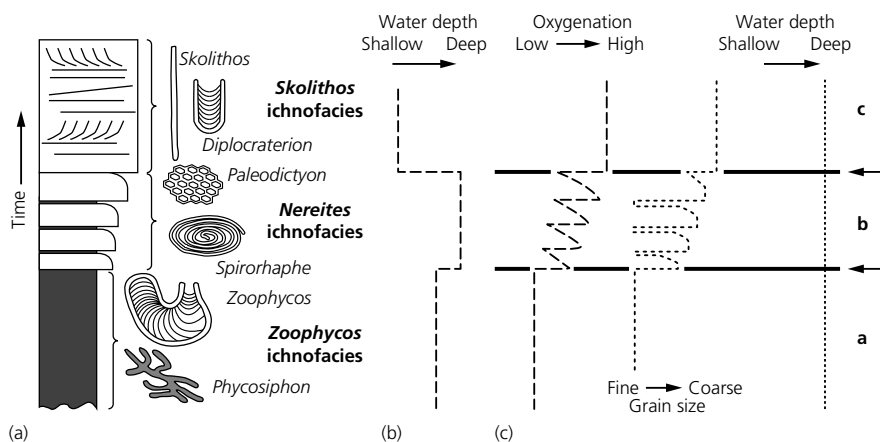 Time
Skolithos
Skolithos
ichnofacies
Diplocraterion
Paleodictyon
Nereites
ichnofacies
Spirorhaphe
Zoophycos
Zoophycos
ichnofacies
Phycosiphon
(a)
Water depth
Shallow Deep
(b)
Oxygenation
Low High
Water depth
Shallow Deep
c
b
a
Fine Coarse
Grain size
(c)